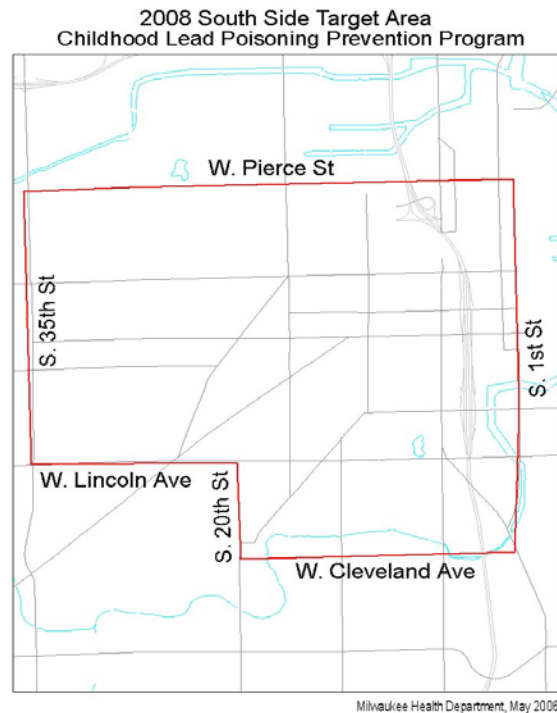 2008 South Side Target Area
Childhood Lead Poisoning Prevention Program
W. Pierce St
S. 35th St
S. 1st St
W. Lincoln Ave
S. 20th St
W. Cleveland Ave
Milwaukee Health Department, May 2008